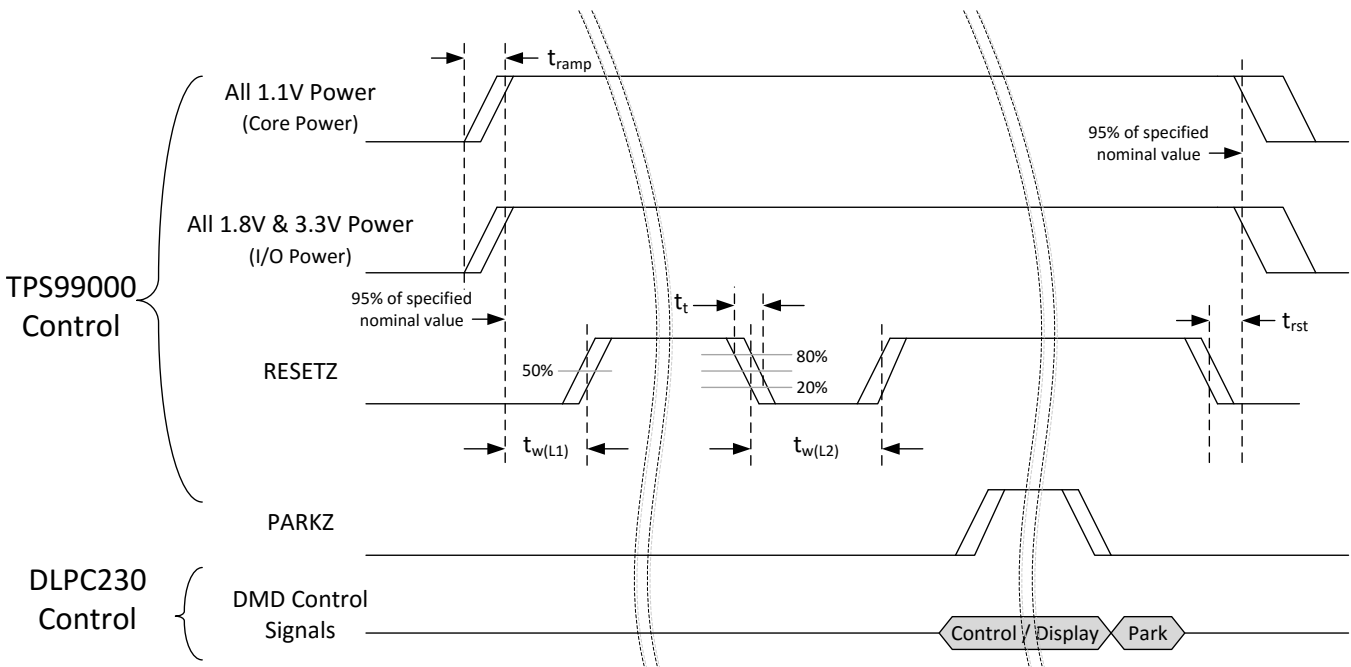 t_ramp
All 1.1V Power
(Core Power)
95% of specified
nominal value
All 1.8V & 3.3V Power
(I/O Power)
TPS99000
Control
95% of specified
nominal value
t_t
t_rst
RESETZ
50%
80%
20%
t_w(L1)
t_w(L2)
PARKZ
DLPC230
Control
DMD Control
Signals
Control / Display
Park